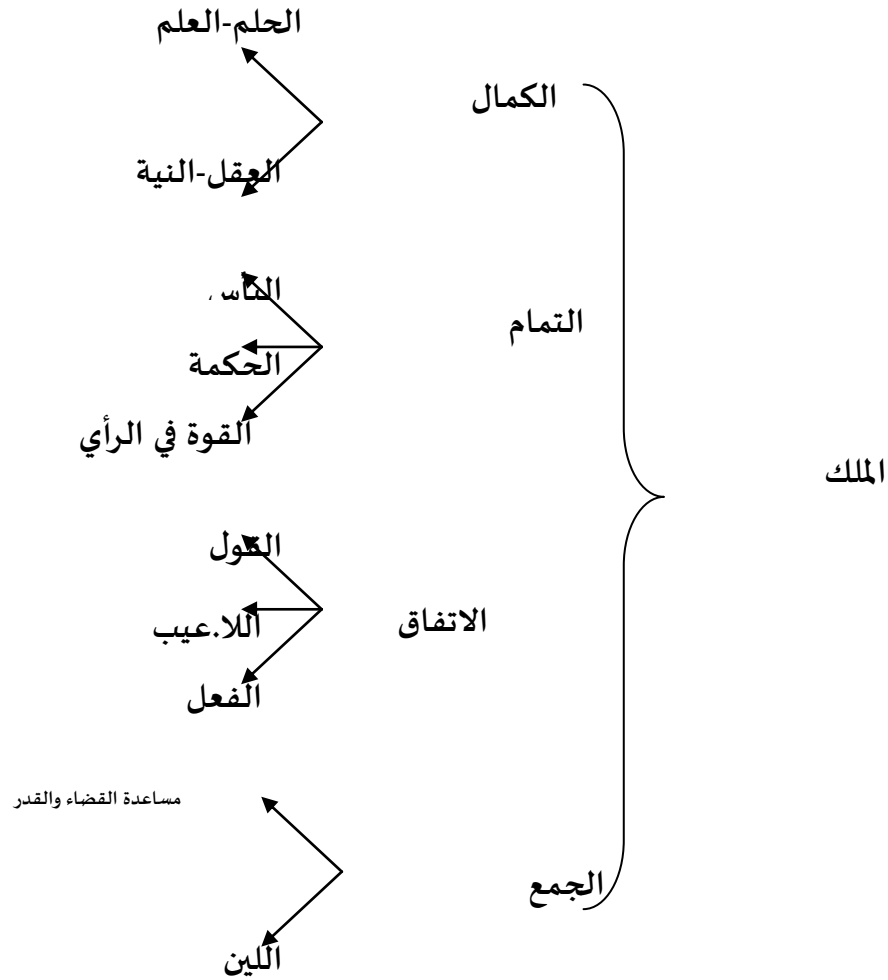 الحلم-العلم
الكمال
العقل-النية
البأس
التمام
الحكمة
القوة في الرأي
الملك
القول
الاتفاق
اللا.عيب
الفعل
مساعدة القضاء والقدر
الجمع
اللين